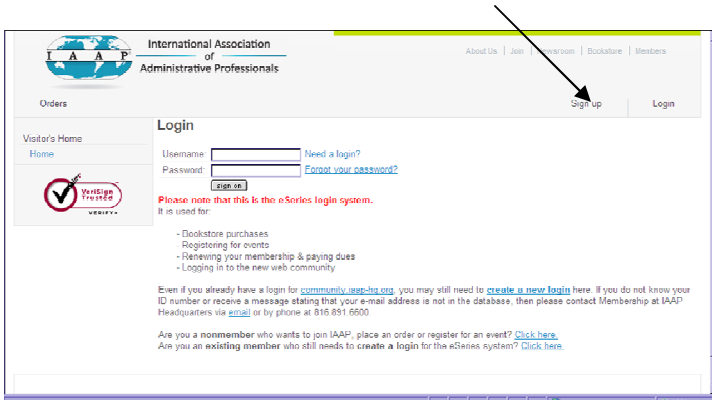 I A A P
International Association
of
Administrative Professionals
About Us | Join | Newsroom | Bookstore | Members
Orders
Sign up
Login
Login
Visitor's Home
Home
Username:
Need a login?
Password:
Forgot your password?
sign on
VeriSign
Trusted
VERIFY
Please note that this is the eSeries login system.
It is used for:
- Bookstore purchases
- Registering for events
- Renewing your membership & paying dues
- Logging in to the new web community
Even if you already have a login for community.iaap-hq.org, you may still need to create a new login here. If you do not know your
ID number or receive a message stating that your e-mail address is not in the database, then please contact Membership at IAAP
Headquarters via email or by phone at 816.891.6600.
Are you a nonmember who wants to join IAAP, place an order or register for an event? Click here.
Are you an existing member who still needs to create a login for the eSeries system? Click here.